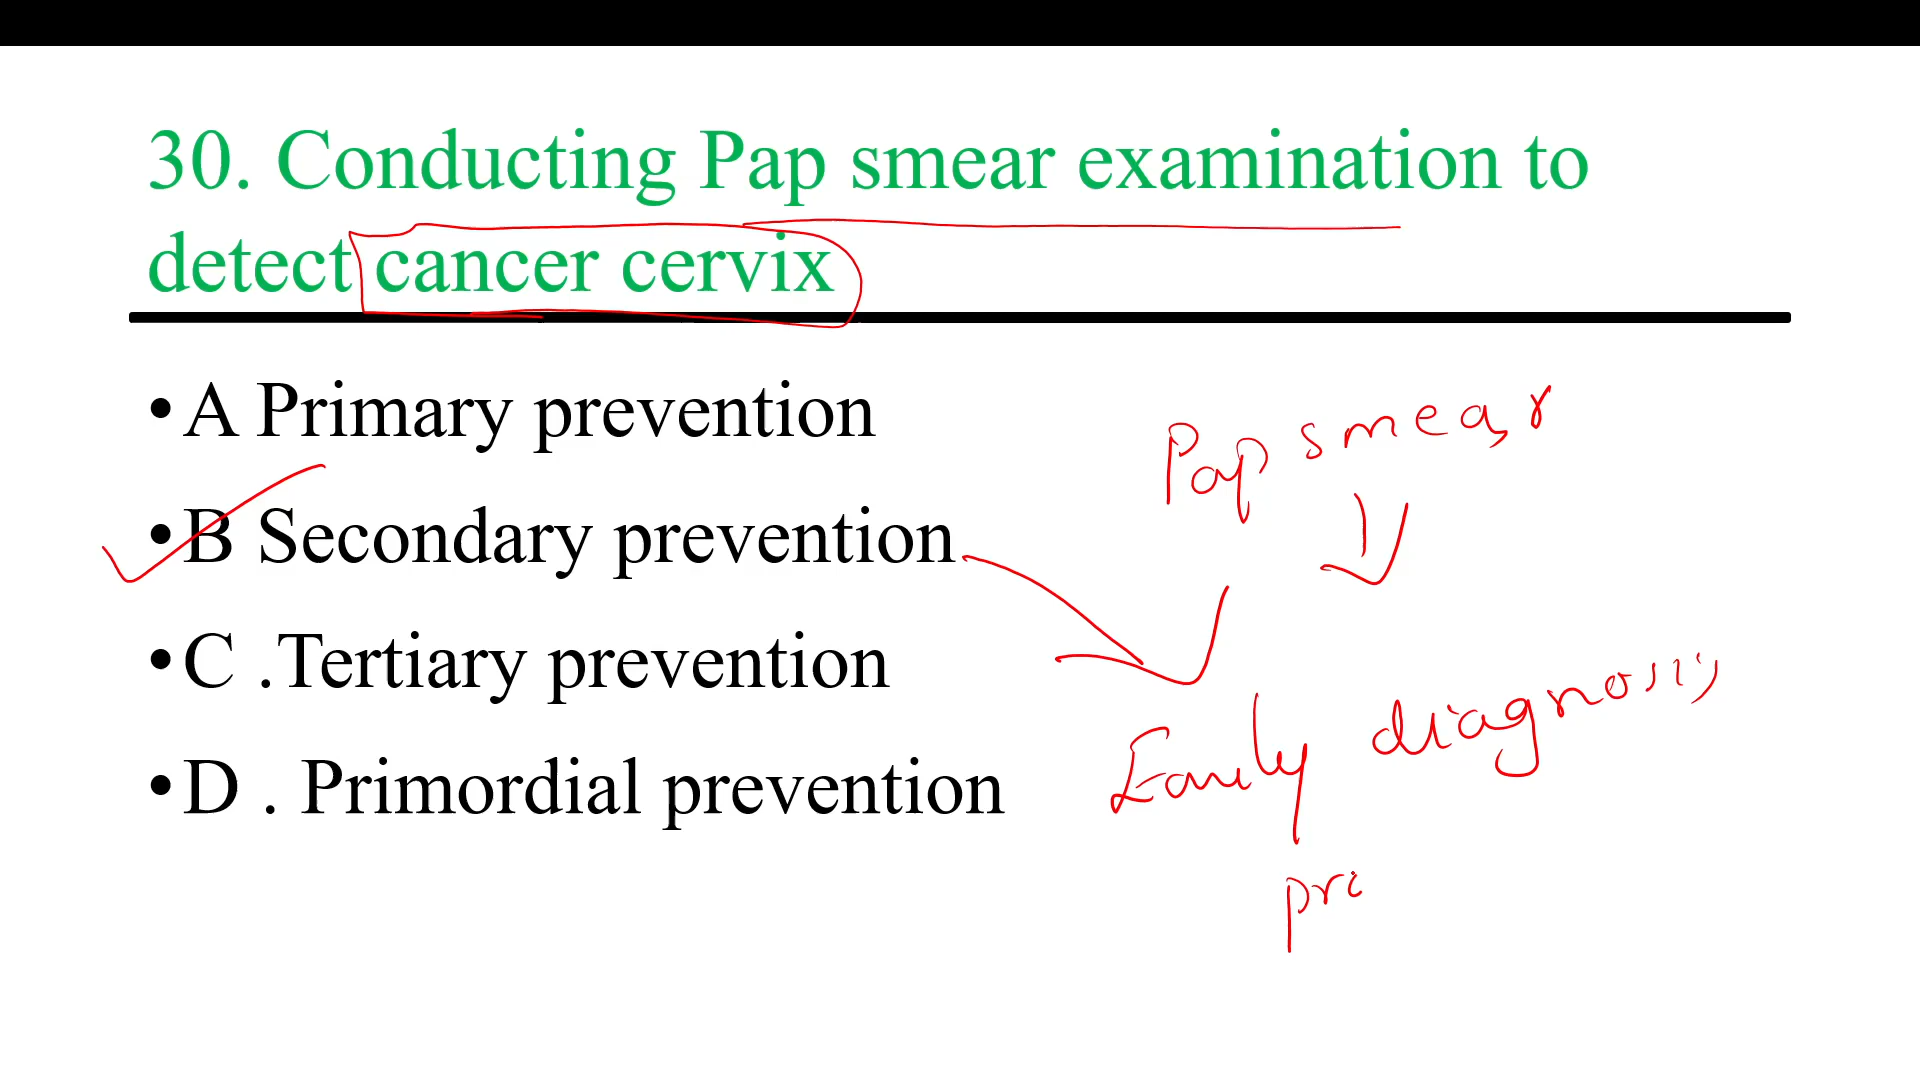 30. Conducting Pap smear examination to
detect cancer cervix
•A Primary prevention
•B Secondary prevention
•C .Tertiary prevention
•D . Primordial prevention
Pap smear
Early diagnosis
pr